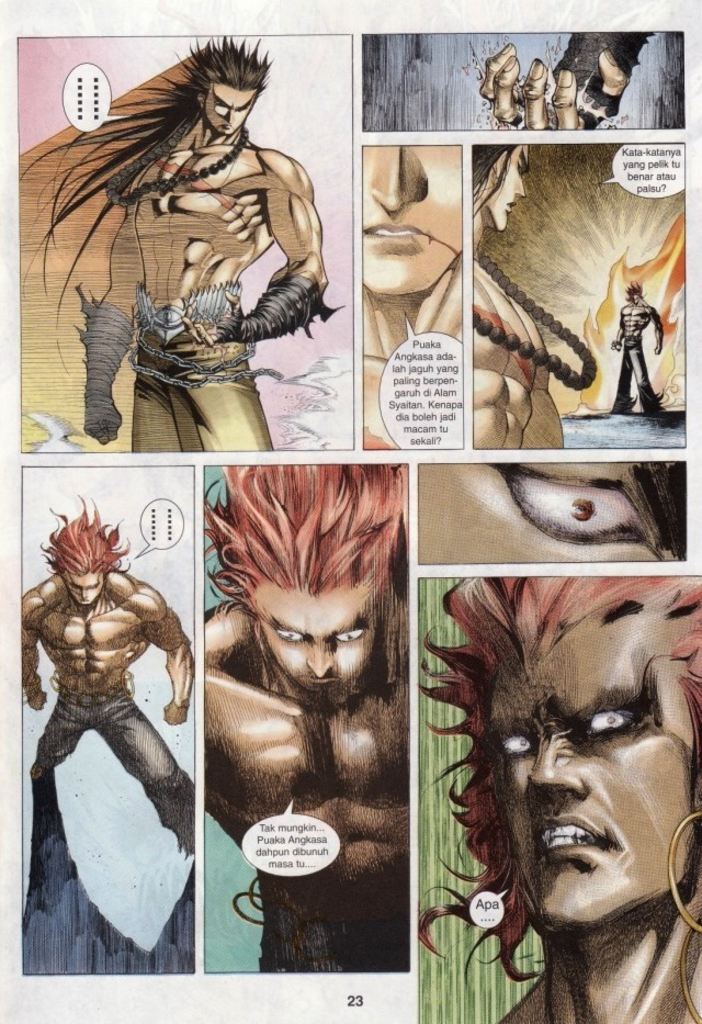 Kata-katanya
yang pelik tu
benar atau
palsu?
Puaka
Angkasa ada-
lah jaguh yang
paling berpen-
garuh di Alam
Syaitan. Kenapa
dia boleh jadi
macam tu
sekali?
Tak mungkin...
Puaka Angkasa
dahpun dibunuh
masa tu....
Apa
....
23